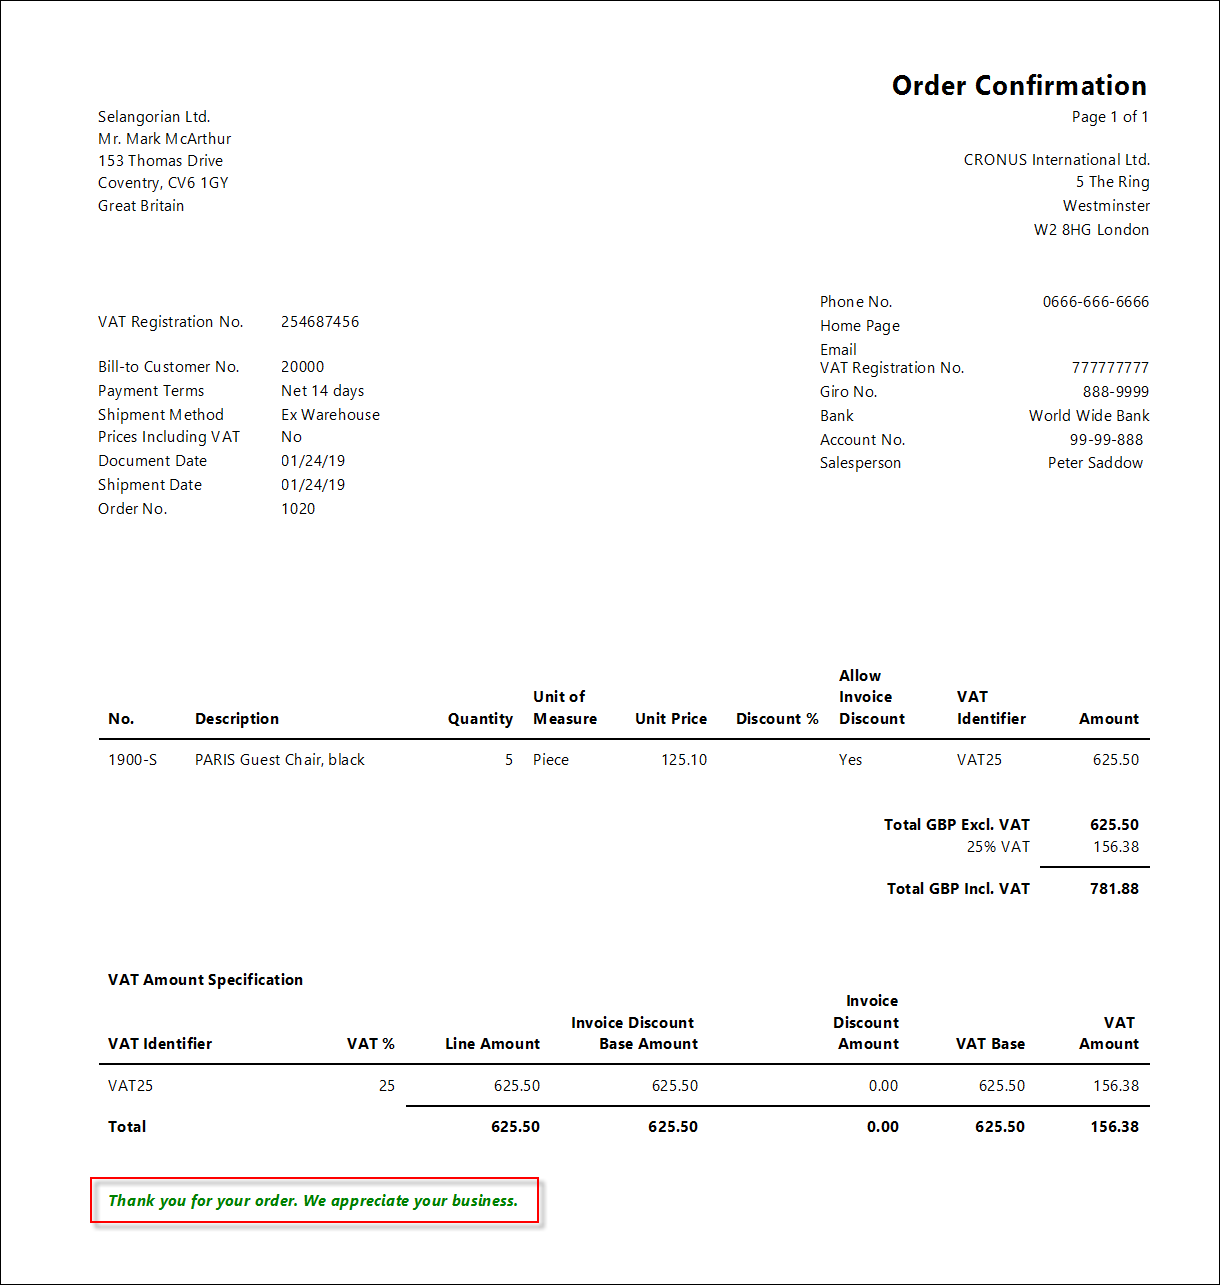 Order Confirmation
Page 1 of 1
Selangorian Ltd.
Mr. Mark McArthur
153 Thomas Drive
Coventry, CV6 1GY
Great Britain
CRONUS International Ltd.
5 The Ring
Westminster
W2 8HG London
VAT Registration No. 254687456
Bill-to Customer No. 20000
Payment Terms Net 14 days
Shipment Method Ex Warehouse
Prices Including VAT No
Document Date 01/24/19
Shipment Date 01/24/19
Order No. 1020
Phone No. 0666-666-6666
Home Page
Email
VAT Registration No. 777777777
Giro No. 888-9999
Bank World Wide Bank
Account No. 99-99-888
Salesperson Peter Saddow
No. Description Quantity Unit of Measure Unit Price Discount % Allow Invoice Discount VAT Identifier Amount
1900-S PARIS Guest Chair, black 5 Piece 125.10 Yes VAT25 625.50
Total GBP Excl. VAT 625.50
25% VAT 156.38
Total GBP Incl. VAT 781.88
VAT Amount Specification
VAT Identifier VAT % Line Amount Invoice Discount Base Amount Invoice Discount Amount VAT Base VAT Amount
VAT25 25 625.50 625.50 0.00 625.50 156.38
Total 625.50 625.50 0.00 625.50 156.38
Thank you for your order. We appreciate your business.